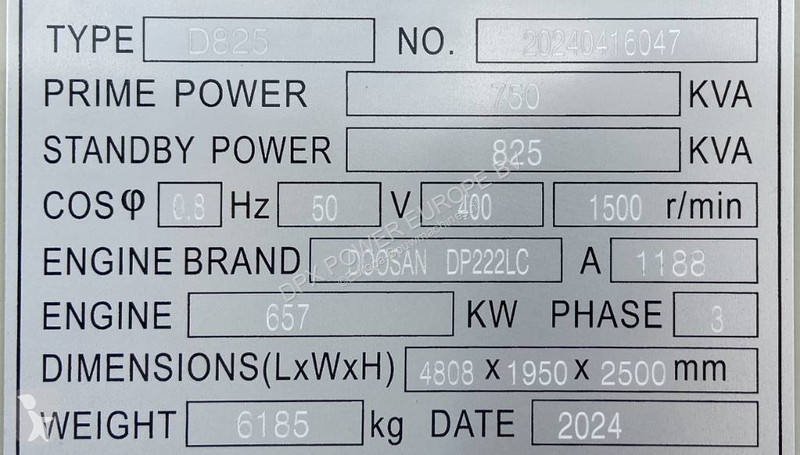 TYPE D825 NO. 20240416047
PRIME POWER 750 KVA
STANDBY POWER 825 KVA
COSφ 0.8 Hz 50 V 400 1500 r/min
ENGINE BRAND DOOSAN DP222LC A 1188
ENGINE 657 KW PHASE 3
DIMENSIONS(LxWxH) 4808 x 1950 x 2500 mm
WEIGHT 6185 kg DATE 2024
DPX POWER EUROPE BV